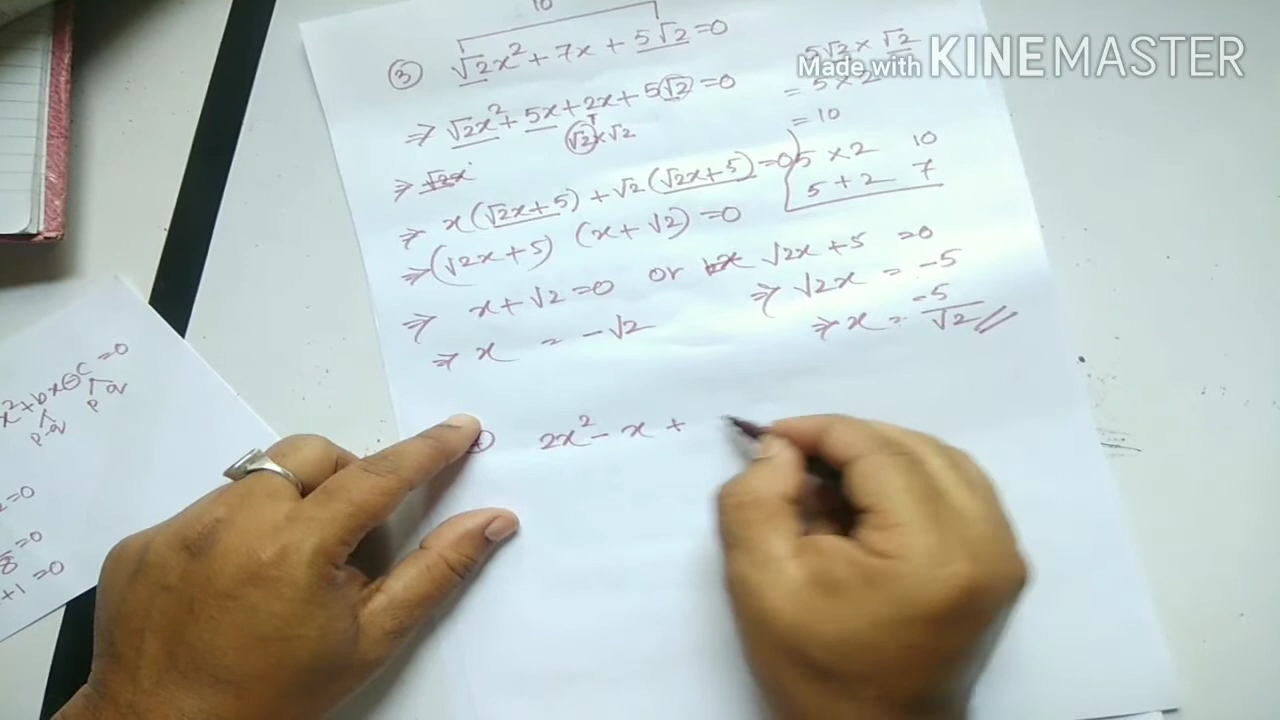 10
③ √2x² + 7x + 5√2 = 0
⇒ √2x² + 5x + 2x + 5√2 = 0
√2 × √2
⇒ √2x
⇒ x(√2x + 5) + √2(√2x + 5) = 0
⇒ (√2x + 5) (x + √2) = 0
⇒ x + √2 = 0 or √2x + 5 = 0
⇒ x = -√2
⇒ √2x = -5
⇒ x = -5/√2 //
5√2 × √2
= 5 × 2
= 10
5 × 2 10
5 + 2 7
2x² - x +
Made with KINEMASTER
x² + bx ⊖ c = 0
p-q
p q
=0
8 =0
+1 =0